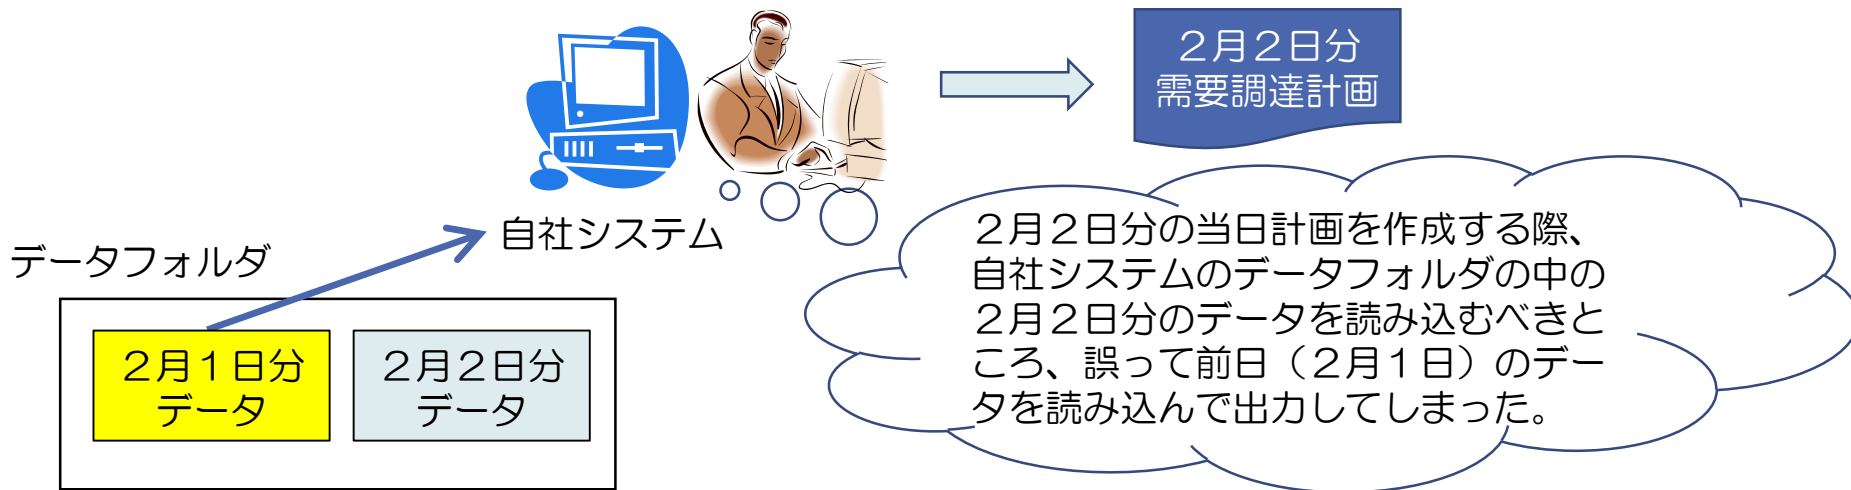 ２月２日分
需要調達計画
自社システム
データフォルダ
２月１日分
データ
２月２日分
データ
２月２日分の当日計画を作成する際、
自社システムのデータフォルダの中の
２月２日分のデータを読み込むべきと
ころ、誤って前日（２月１日）のデー
タを読み込んで出力してしまった。